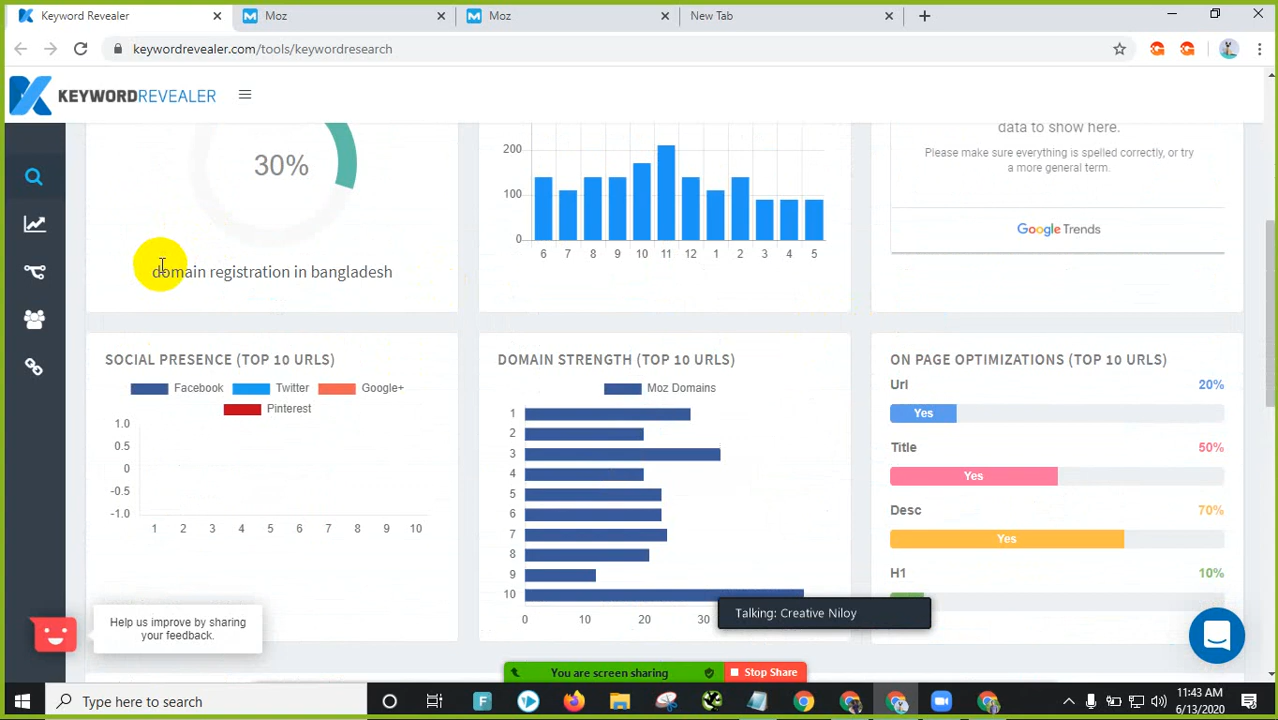 Keyword Revealer
Moz
Moz
New Tab
keywordrevealer.com/tools/keywordresearch
KEYWORDREVEALER
30%
domain registration in bangladesh
200
100
0
6 7 8 9 10 11 12 1 2 3 4 5
data to show here.
Please make sure everything is spelled correctly, or try
a more general term.
Google Trends
SOCIAL PRESENCE (TOP 10 URLS)
Facebook Twitter Google+
Pinterest
1.0
0.5
0
-0.5
-1.0
1 2 3 4 5 6 7 8 9 10
DOMAIN STRENGTH (TOP 10 URLS)
Moz Domains
1
2
3
4
5
6
7
8
9
10
0 10 20 30
ON PAGE OPTIMIZATIONS (TOP 10 URLS)
Url 20%
Yes
Title 50%
Yes
Desc 70%
Yes
H1 10%
Help us improve by sharing
your feedback.
Talking: Creative Niloy
You are screen sharing
Stop Share
Type here to search
11:43 AM
6/13/2020